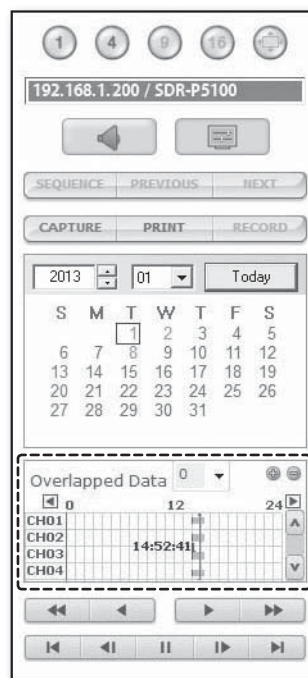 1 4 9 16
192.168.1.200 / SDR-P5100
SEQUENCE PREVIOUS NEXT
CAPTURE PRINT RECORD
2013 01 Today
S M T W T F S
1 2 3 4 5
6 7 8 9 10 11 12
13 14 15 16 17 18 19
20 21 22 23 24 25 26
27 28 29 30 31
Overlapped Data 0
0 12 24
CH01
CH02
14:52:41
CH03
CH04